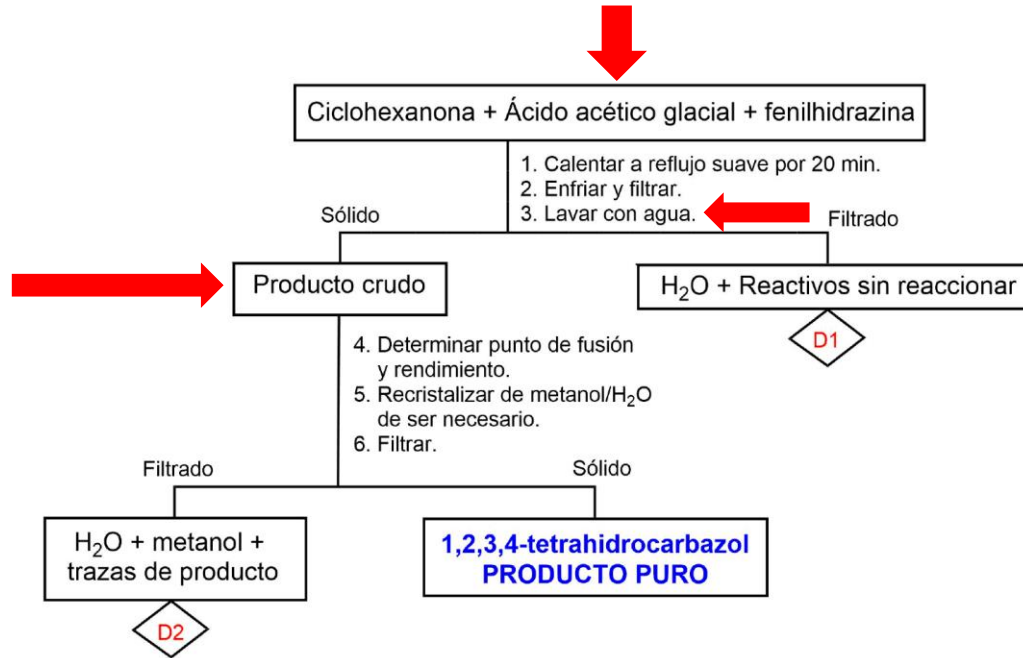 Ciclohexanona + Ácido acético glacial + fenilhidrazina
1. Calentar a reflujo suave por 20 min.
2. Enfriar y filtrar.
3. Lavar con agua.
Sólido
Filtrado
Producto crudo
H₂O + Reactivos sin reaccionar
D1
4. Determinar punto de fusión
y rendimiento.
5. Recristalizar de metanol/H₂O
de ser necesario.
6. Filtrar.
Filtrado
Sólido
H₂O + metanol +
trazas de producto
1,2,3,4-tetrahidrocarbazol
PRODUCTO PURO
D2